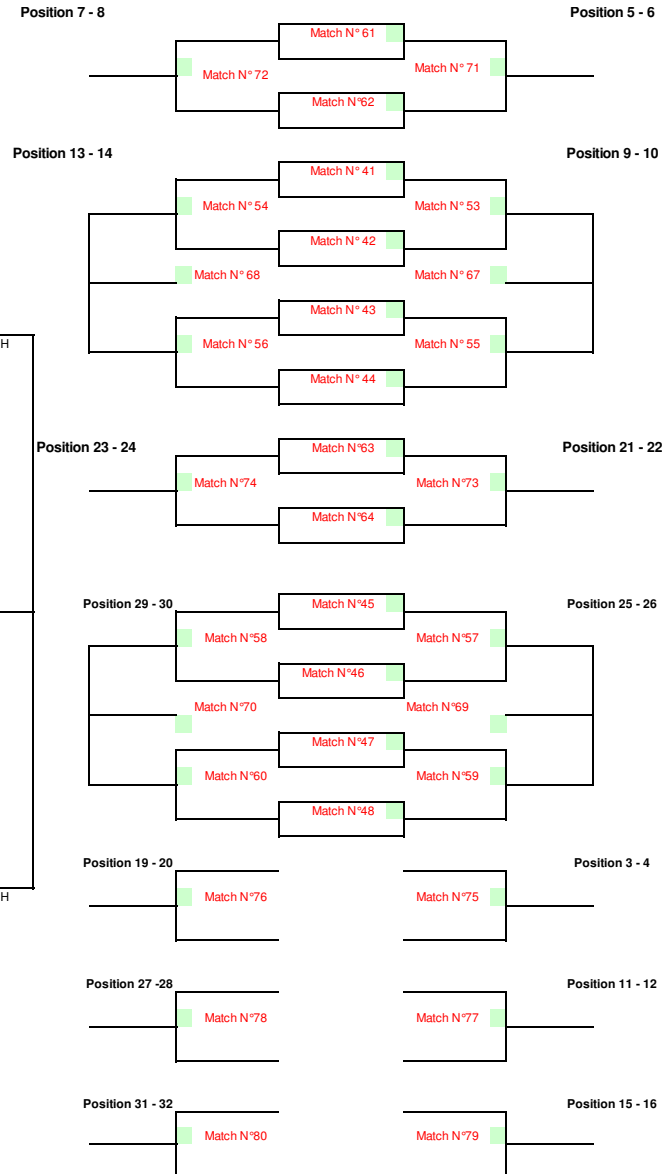 Position 7 - 8 Position 5 - 6
Match N° 61
Match N° 72 Match N° 71
Match N°62
Position 13 - 14 Position 9 - 10
Match N° 41
Match N° 54 Match N° 53
Match N° 42
Match N° 68 Match N° 67
Match N° 43
H Match N° 56 Match N° 55
Match N° 44
Position 23 - 24 Match N°63 Position 21 - 22
Match N°74 Match N°73
Match N°64
Position 29 - 30 Match N°45 Position 25 - 26
Match N°58 Match N°57
Match N°46
Match N°70 Match N°69
Match N°47
Match N°60 Match N°59
Match N°48
Position 19 - 20 Position 3 - 4
H Match N°76 Match N°75
Position 27 -28 Position 11 - 12
Match N°78 Match N°77
Position 31 - 32 Position 15 - 16
Match N°80 Match N°79